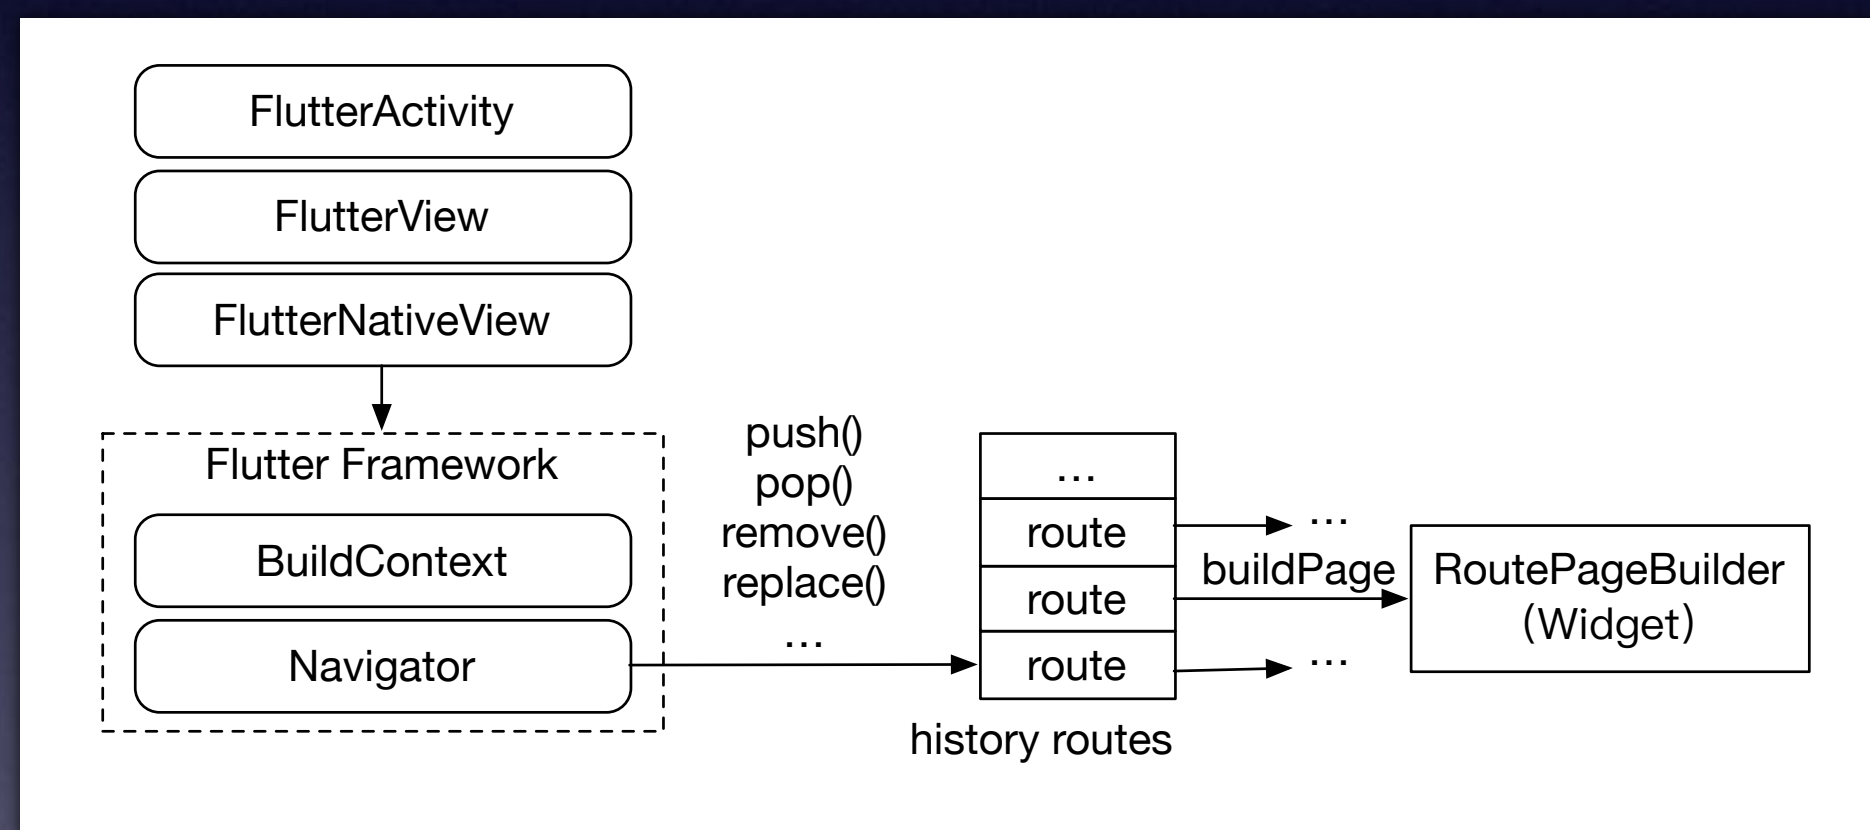 FlutterActivity
FlutterView
FlutterNativeView
Flutter Framework
BuildContext
Navigator
push()
pop()
remove()
replace()
...
...
route
route
route
history routes
...
buildPage
...
RoutePageBuilder
(Widget)